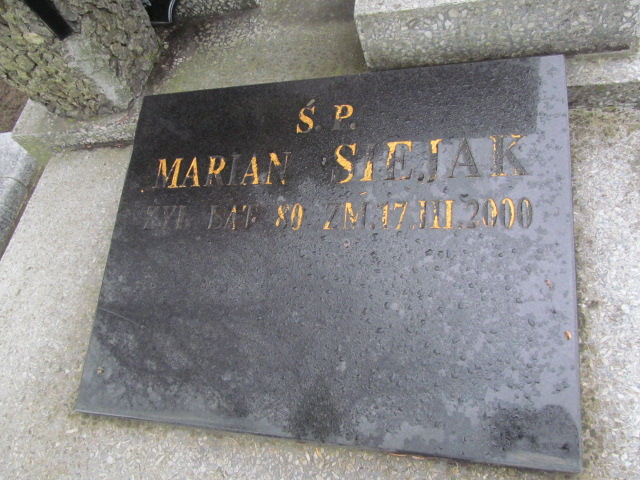 Ś.P.
MARIAN SIEJAK
ŻYŁ LAT 80 ZM.17.III.2000